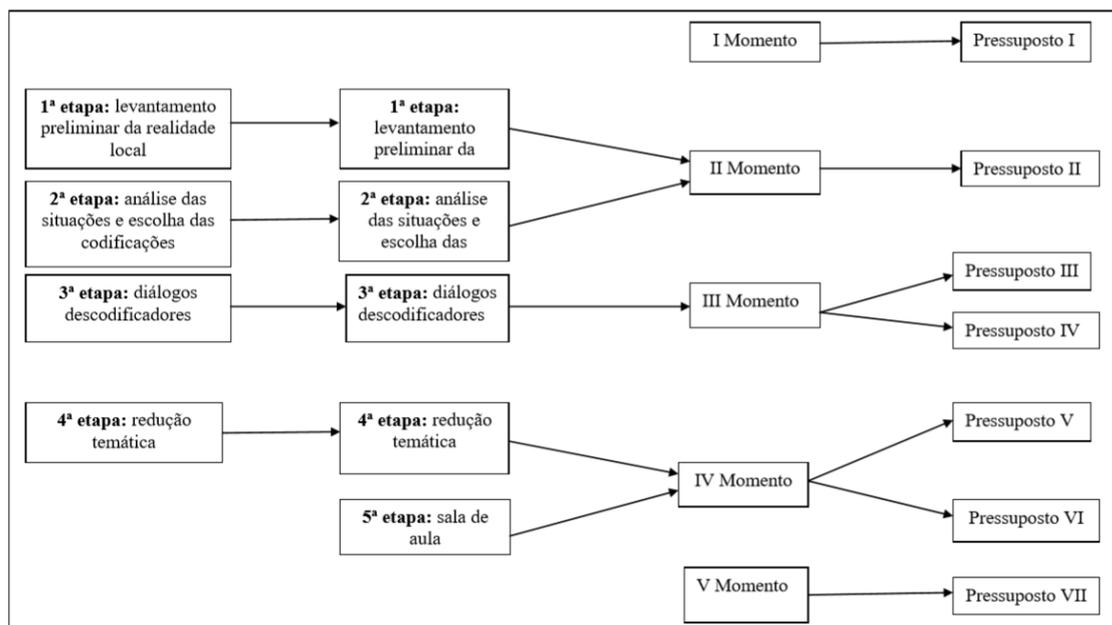 I Momento
Pressuposto I
1ª etapa: levantamento
preliminar da realidade
local
1ª etapa:
levantamento
preliminar da
II Momento
Pressuposto II
2ª etapa: análise das
situações e escolha das
codificações
2ª etapa: análise
das situações e
escolha das
3ª etapa: diálogos
descodificadores
3ª etapa: diálogos
descodificadores
III Momento
Pressuposto III
Pressuposto IV
4ª etapa: redução
temática
4ª etapa: redução
temática
5ª etapa: sala de
aula
IV Momento
Pressuposto V
Pressuposto VI
V Momento
Pressuposto VII